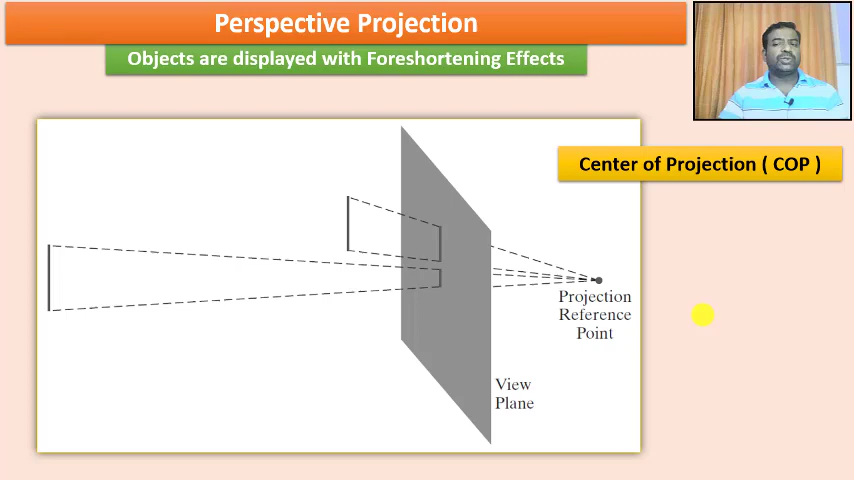 Perspective Projection
Objects are displayed with Foreshortening Effects
Center of Projection ( COP )
Projection
Reference
Point
View
Plane